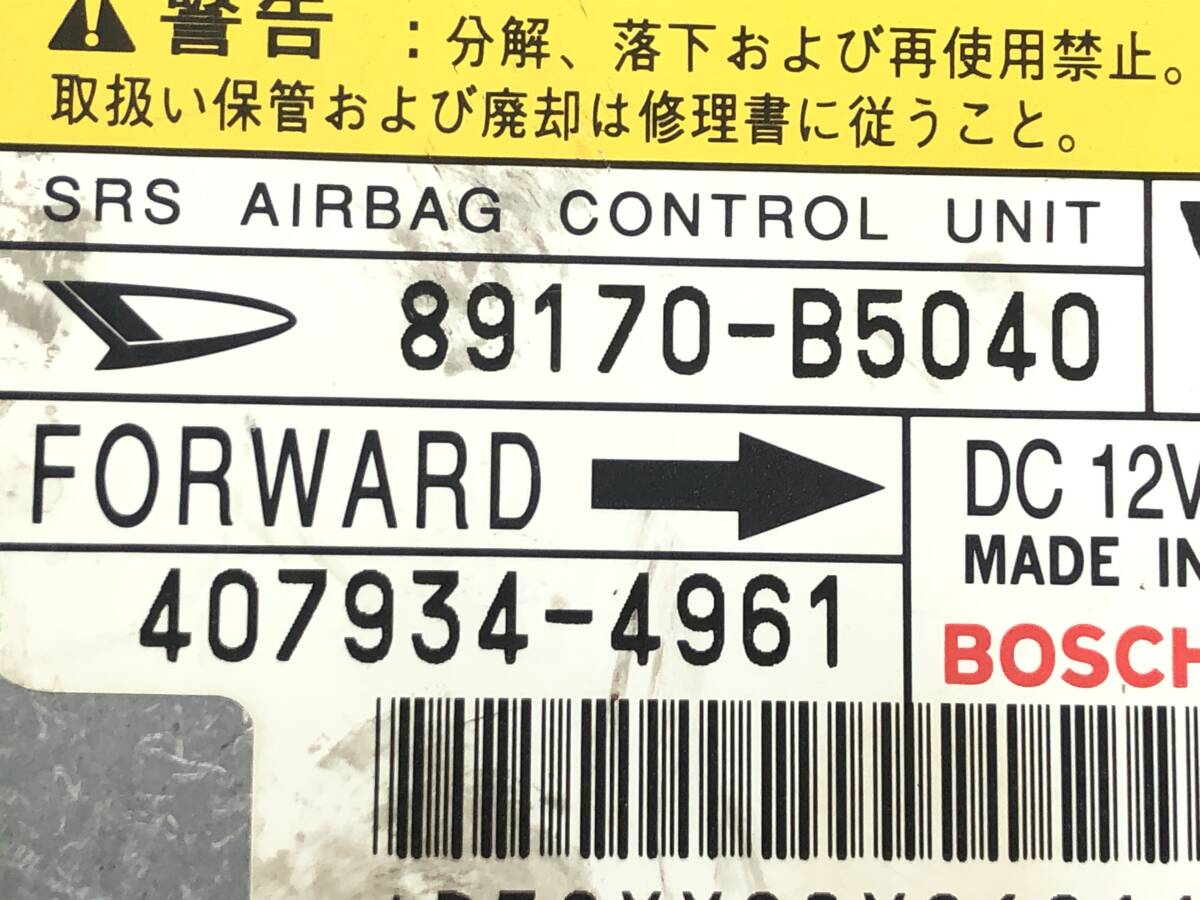 警告 : 分解、落下および再使用禁止。
取扱い保管および廃却は修理書に従うこと。
SRS AIRBAG CONTROL UNIT
89170-B5040
FORWARD
DC 12V
MADE IN
407934-4961
BOSCH